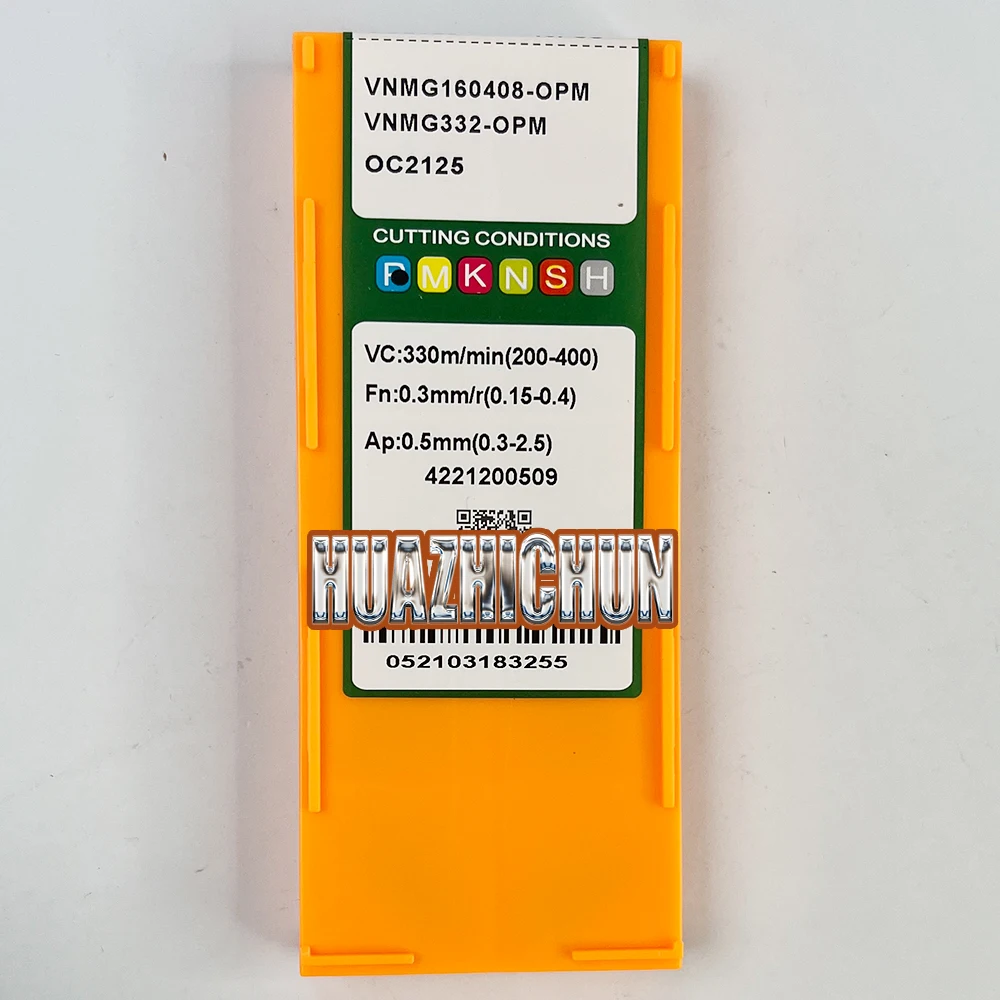 VNMG160408-OPM
VNMG332-OPM
OC2125
CUTTING CONDITIONS
P M K N S H
VC:330m/min(200-400)
Fn:0.3mm/r(0.15-0.4)
Ap:0.5mm(0.3-2.5)
4221200509
HUAZHICHUN
052103183255